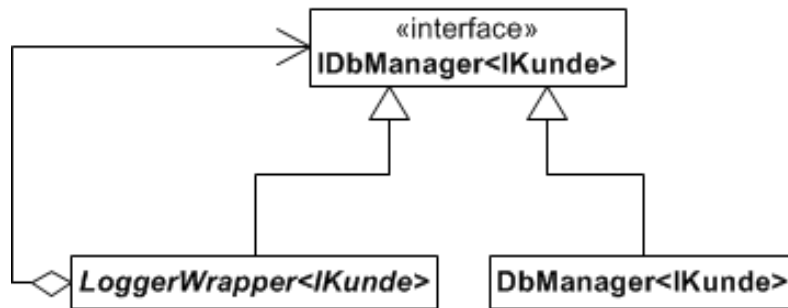 «interface»
IDbManager<IKunde>
LoggerWrapper<IKunde>
DbManager<IKunde>